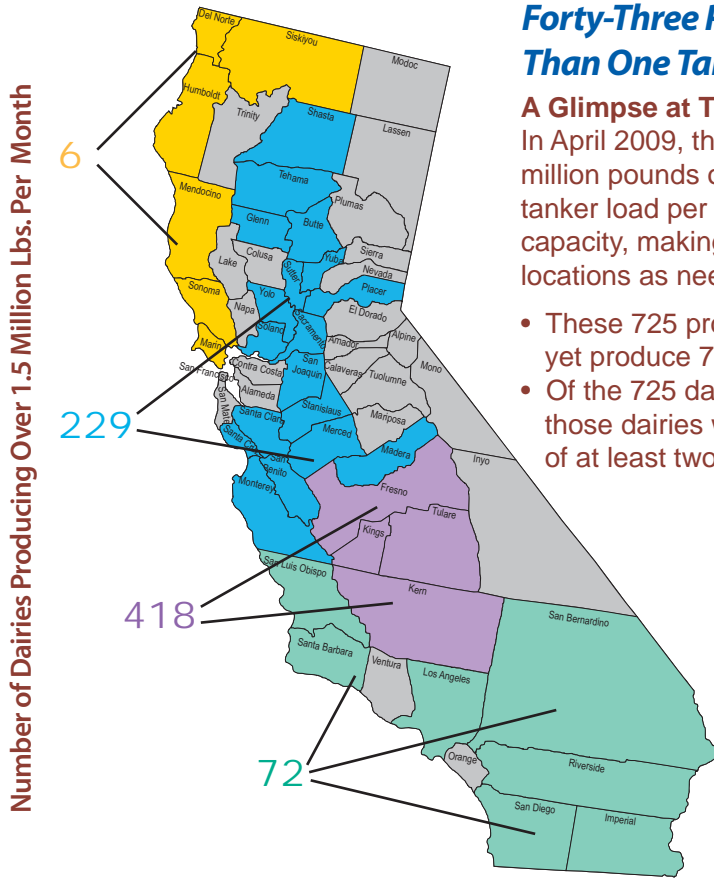 Forty-Three P
Than One Tan
A Glimpse at T
In April 2009, th
million pounds o
tanker load per
capacity, making
locations as need
• These 725 pro
yet produce 7
• Of the 725 da
those dairies w
of at least two
Number of Dairies Producing Over 1.5 Million Lbs. Per Month
6
229
418
72
Del Norte
Siskiyou
Modoc
Humboldt
Trinity
Shasta
Lassen
Mendocino
Tehama
Plumas
Glenn
Butte
Sierra
Nevada
Yuba
Lake
Colusa
Sutter
Placer
Sonoma
Napa
Yolo
El Dorado
Solano
Sacramento
Amador
Alpine
Mono
Marin
San Francisco
Contra Costa
San Joaquin
Calaveras
Tuolumne
Alameda
San Mate
Santa Clar
Stanislaus
Mariposa
Santa C
Merced
Madera
San Benito
Monterey
Inyo
Fresno
Tulare
Kings
San Luis Obispo
Kern
San Bernardino
Santa Barbara
Ventura
Los Angeles
Orange
Riverside
San Diego
Imperial